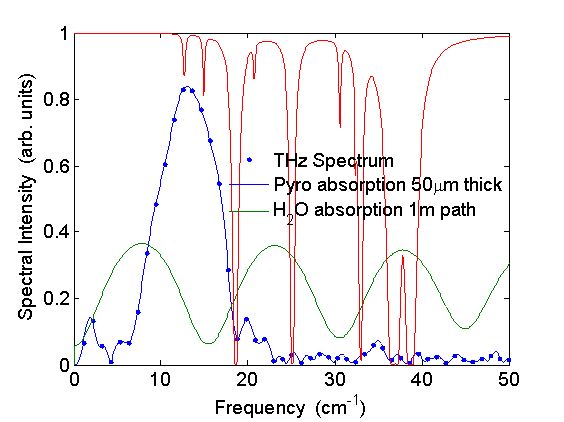 Spectral Intensity (arb. units)
1
0.8
0.6
0.4
0.2
0
THz Spectrum
Pyro absorption 50μm thick
H₂O absorption 1m path
0 10 20 30 40 50
Frequency (cm⁻¹)